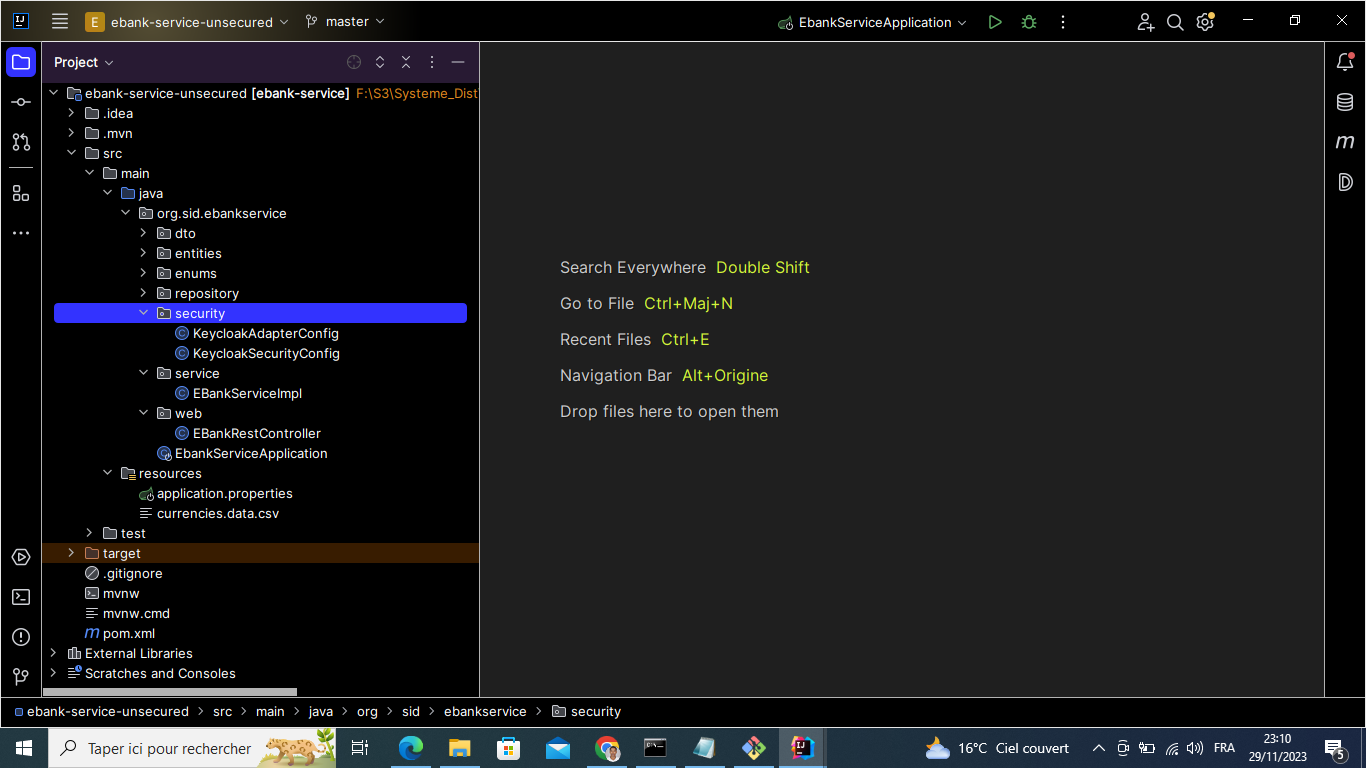 E ebank-service-unsecured master EbankServiceApplication
Project
ebank-service-unsecured [ebank-service] F:\S3\Systeme_Dist
.idea
.mvn
src
main
java
org.sid.ebankservice
dto
entities
enums
repository
security
KeycloakAdapterConfig
KeycloakSecurityConfig
service
EBankServiceImpl
web
EBankRestController
EbankServiceApplication
resources
application.properties
currencies.data.csv
test
target
.gitignore
mvnw
mvnw.cmd
m pom.xml
External Libraries
Scratches and Consoles
Search Everywhere Double Shift
Go to File Ctrl+Maj+N
Recent Files Ctrl+E
Navigation Bar Alt+Origine
Drop files here to open them
m
D
ebank-service-unsecured > src > main > java > org > sid > ebankservice > security
Taper ici pour rechercher
16°C Ciel couvert
FRA
23:10
29/11/2023
5